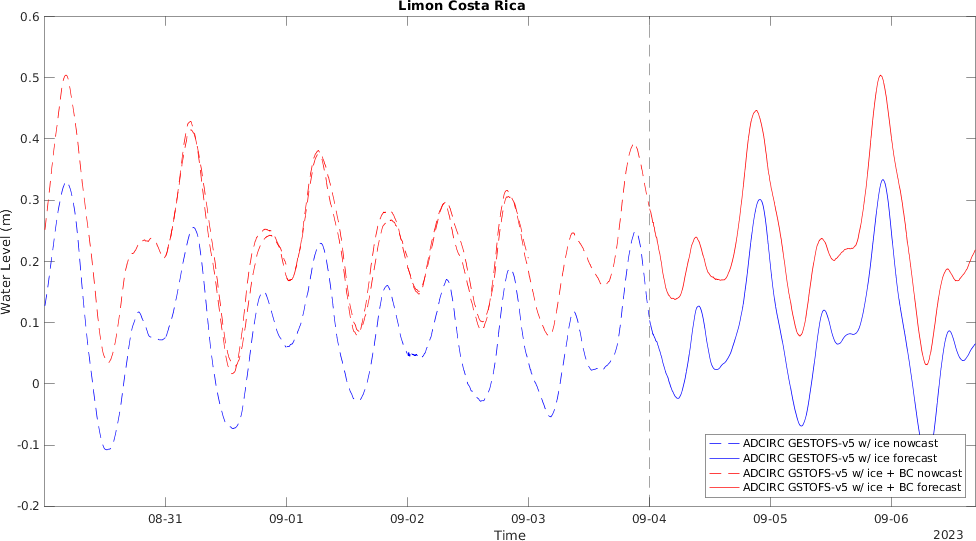 Limon Costa Rica
0.6
0.5
0.4
0.3
0.2
0.1
0
-0.1
-0.2
Water Level (m)
ADCIRC GESTOFS-v5 w/ ice nowcast
ADCIRC GESTOFS-v5 w/ ice forecast
ADCIRC GSTOFS-v5 w/ ice + BC nowcast
ADCIRC GSTOFS-v5 w/ ice + BC forecast
08-31 09-01 09-02 09-03 09-04 09-05 09-06
Time
2023